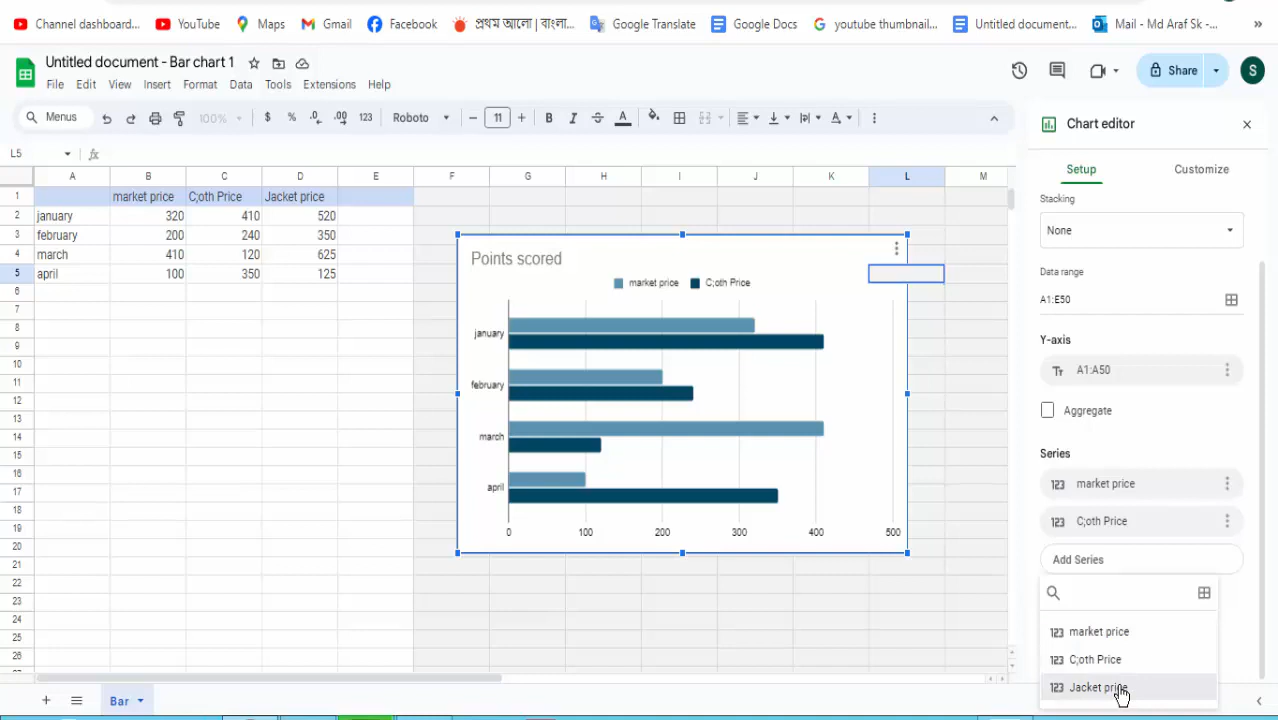 Channel dashboard... YouTube Maps Gmail Facebook প্রথম আলো | বাংলা... Google Translate Google Docs youtube thumbnail... Untitled document... Mail - Md Araf Sk -... »
Untitled document - Bar chart 1
File Edit View Insert Format Data Tools Extensions Help
Share S
Menus 100% $ % .0 .00 123 Roboto 11 B I S A
L5 fx
A B C D E F G H I J K L M
1 market price C;oth Price Jacket price
2 january 320 410 520
3 february 200 240 350
4 march 410 120 625
5 april 100 350 125
6
7
8
9
10
11
12
13
14
15
16
17
18
19
20
21
22
23
24
25
26
Points scored
market price C;oth Price
january
february
march
april
0 100 200 300 400 500
Chart editor
Setup Customize
Stacking
None
Data range
A1:E50
Y-axis
Tт A1:A50
Aggregate
Series
123 market price
123 C;oth Price
Add Series
123 market price
123 C;oth Price
123 Jacket price
Bar